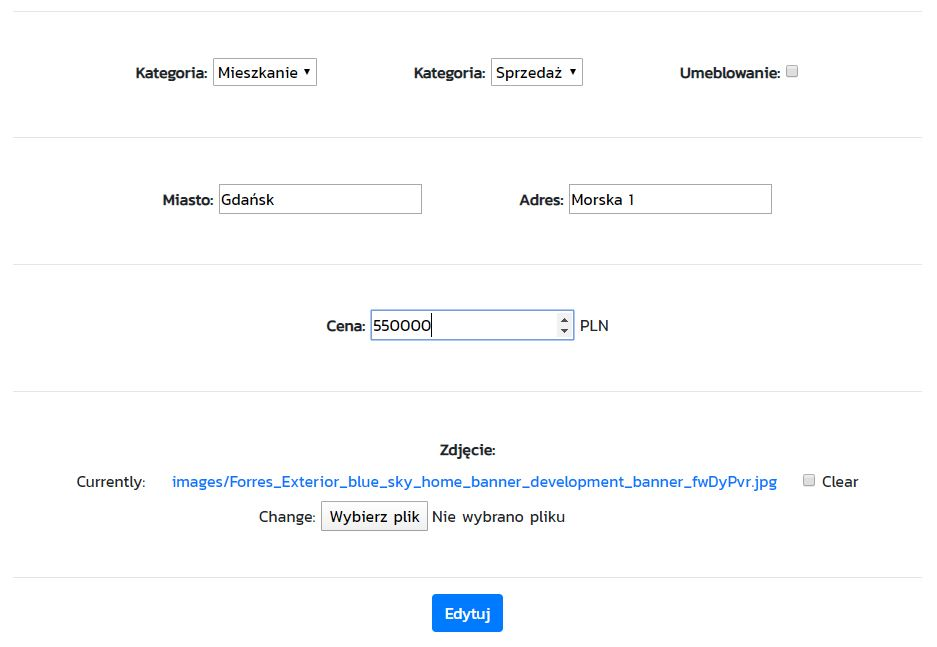 Kategoria: Mieszkanie Kategoria: Sprzedaż Umeblowanie:
Miasto: Gdańsk Adres: Morska 1
Cena: 550000 PLN
Zdjęcie:
Currently: images/Forres_Exterior_blue_sky_home_banner_development_banner_fwDyPvr.jpg Clear
Change: Wybierz plik Nie wybrano pliku
Edytuj